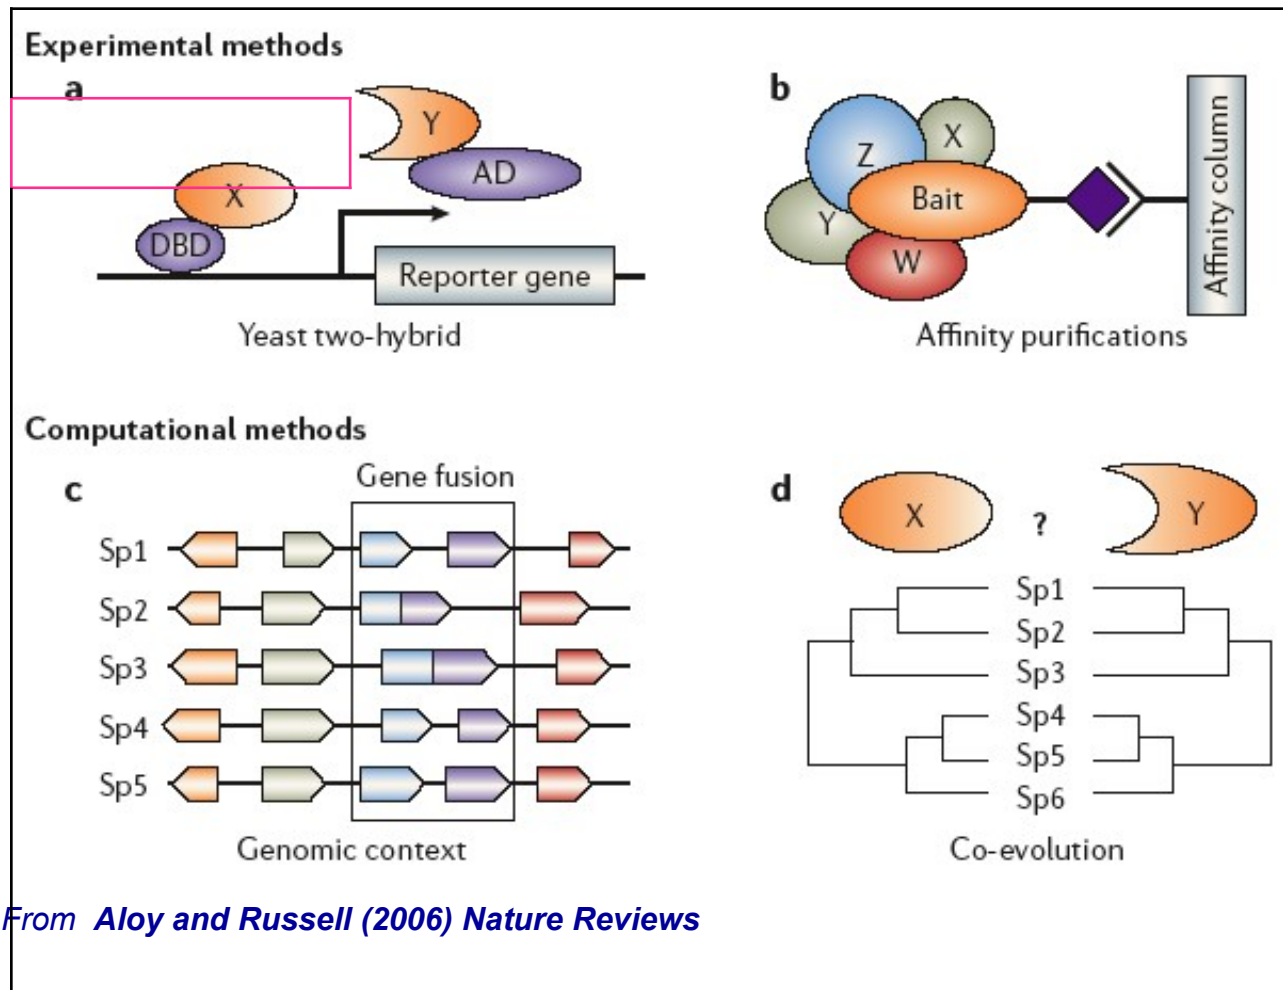 Experimental methods
a
Y
AD
X
DBD
Reporter gene
Yeast two-hybrid
b
Z
X
Bait
Y
W
Affinity column
Affinity purifications
Computational methods
c
Gene fusion
Sp1
Sp2
Sp3
Sp4
Sp5
Genomic context
d
X
?
Y
Sp1
Sp2
Sp3
Sp4
Sp5
Sp6
Co-evolution
From Aloy and Russell (2006) Nature Reviews